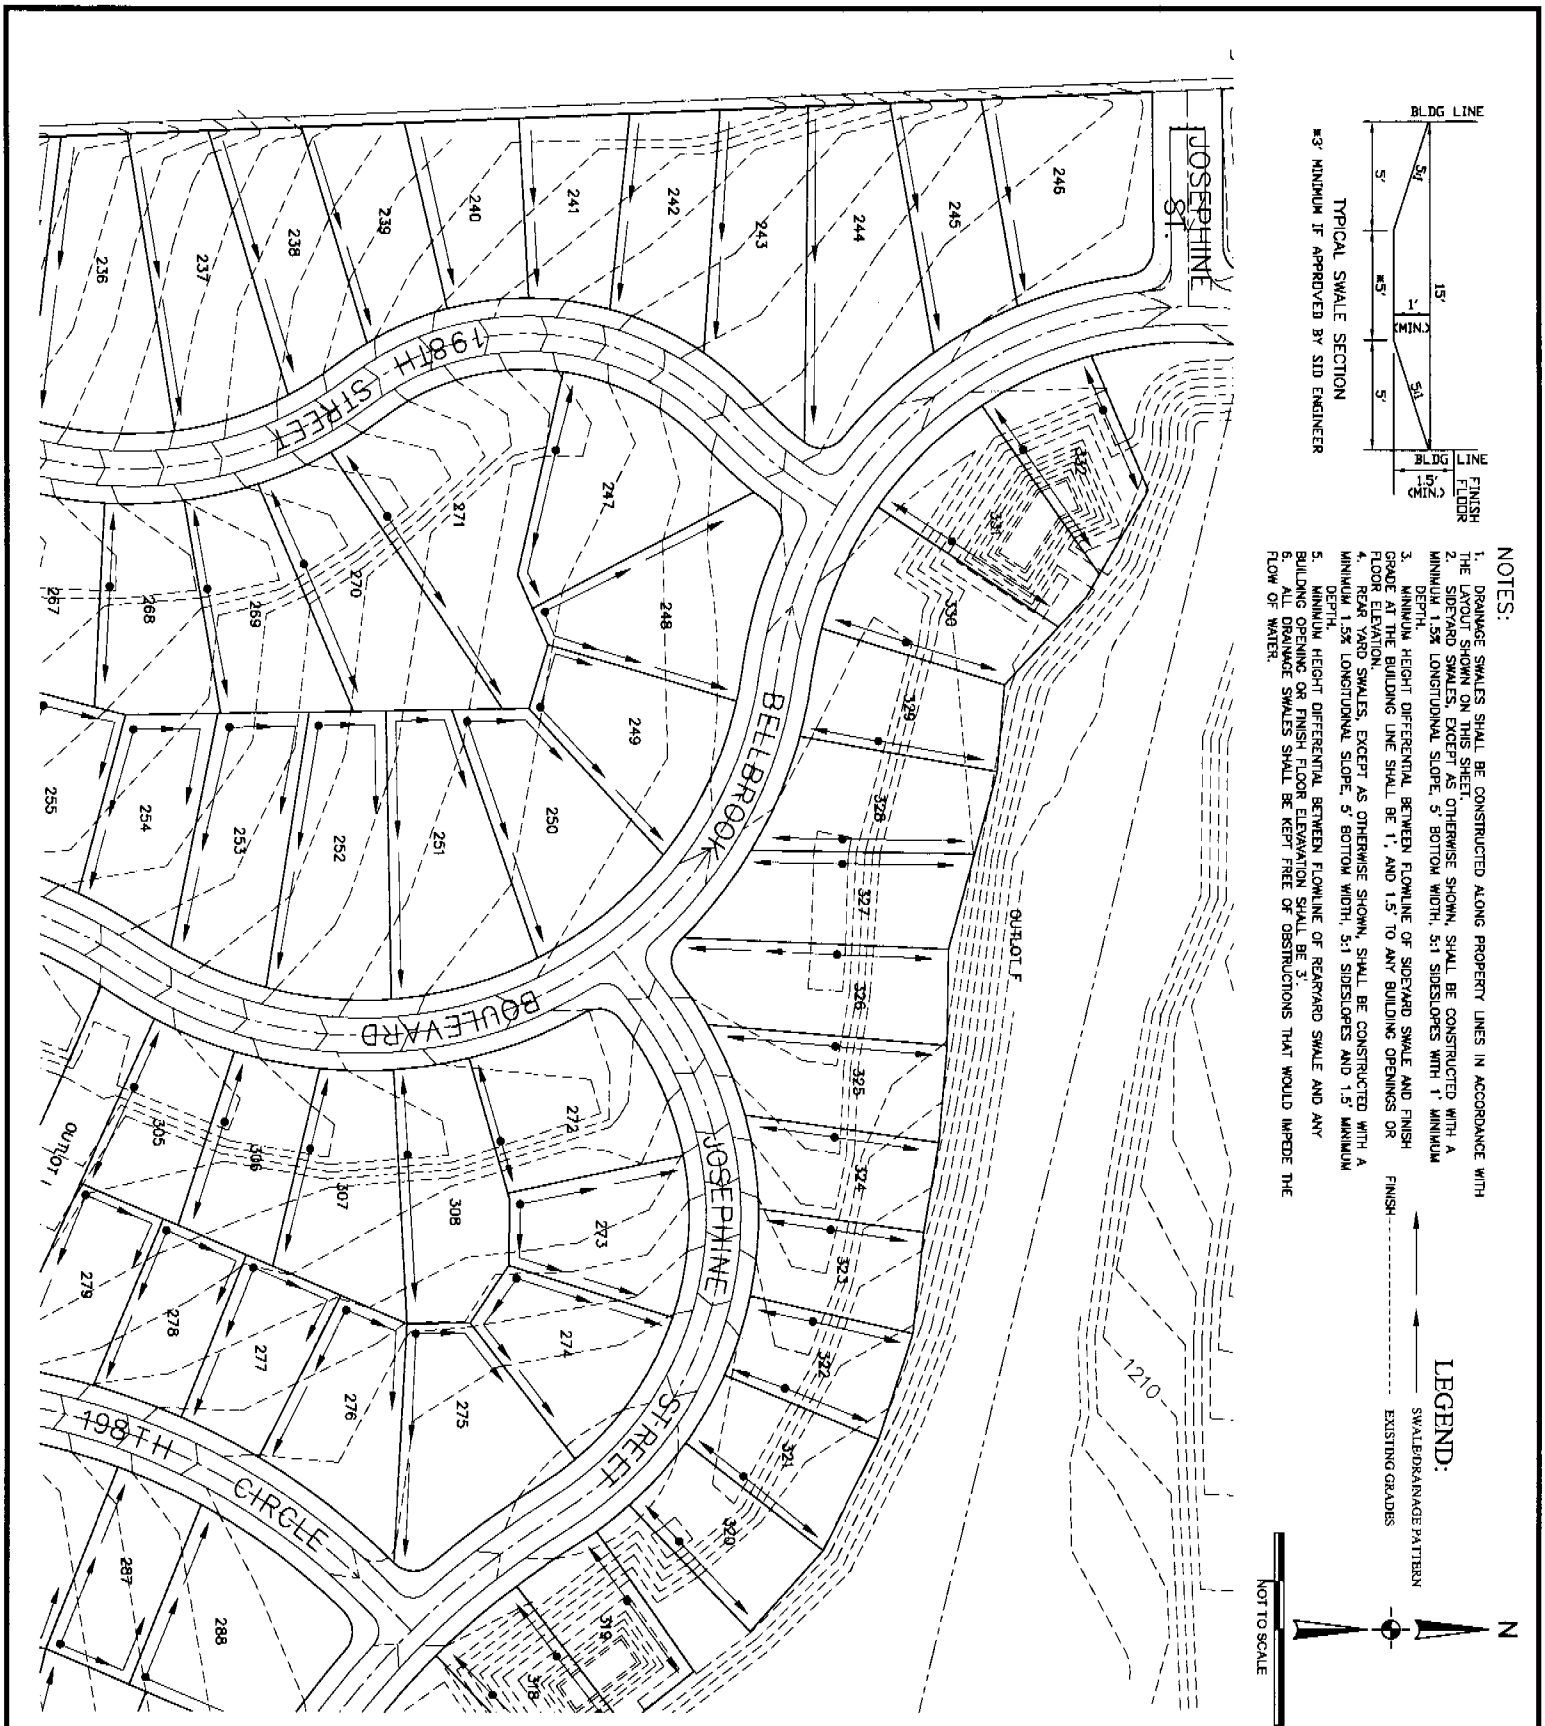 BLDG LINE
BLDG LINE
FINISH
FLOOR
5:1
5:1
15'
1'
(MIN.)
1.5'
(MIN.)
5'
*5'
5'
TYPICAL SWALE SECTION
*3' MINIMUM IF APPROVED BY SID ENGINEER
NOTES:
1. DRAINAGE SWALES SHALL BE CONSTRUCTED ALONG PROPERTY LINES IN ACCORDANCE WITH
THE LAYOUT SHOWN ON THIS SHEET.
2. SIDEYARD SWALES, EXCEPT AS OTHERWISE SHOWN, SHALL BE CONSTRUCTED WITH A
MINIMUM 1.5% LONGITUDINAL SLOPE, 5' BOTTOM WIDTH, 5:1 SIDESLOPES WITH 1' MINIMUM
DEPTH.
3. MINIMUM HEIGHT DIFFERENTIAL BETWEEN FLOWLINE OF SIDEYARD SWALE AND FINISH
GRADE AT THE BUILDING LINE SHALL BE 1', AND 1.5' TO ANY BUILDING OPENINGS OR FINISH
FLOOR ELEVATION.
4. REAR YARD SWALES, EXCEPT AS OTHERWISE SHOWN, SHALL BE CONSTRUCTED WITH A
MINIMUM 1.5% LONGITUDINAL SLOPE, 5' BOTTOM WIDTH, 5:1 SIDESLOPES AND 1.5' MINIMUM
DEPTH.
5. MINIMUM HEIGHT DIFFERENTIAL BETWEEN FLOWLINE OF REARYARD SWALE AND ANY
BUILDING OPENING OR FINISH FLOOR ELEVAVATION SHALL BE 3'.
6. ALL DRAINAGE SWALES SHALL BE KEPT FREE OF OBSTRUCTIONS THAT WOULD IMPEDE THE
FLOW OF WATER.
LEGEND:
SWALE/DRAINAGE PATTERN
EXISTING GRADES
N
NOT TO SCALE
JOSEPHINE
ST.
1210
OUTLOT F
246
245
244
243
242
241
240
239
238
237
236
332
331
330
329
328
327
326
325
324
323
322
321
320
319
318
198TH
STREET
BELLBROOK
BOULEVARD
JOSEPHINE
STREET
198TH
CIRCLE
247
248
249
250
251
252
253
254
255
271
270
269
268
267
272
273
274
275
276
277
278
279
308
307
306
305
OUTLOT
287
288